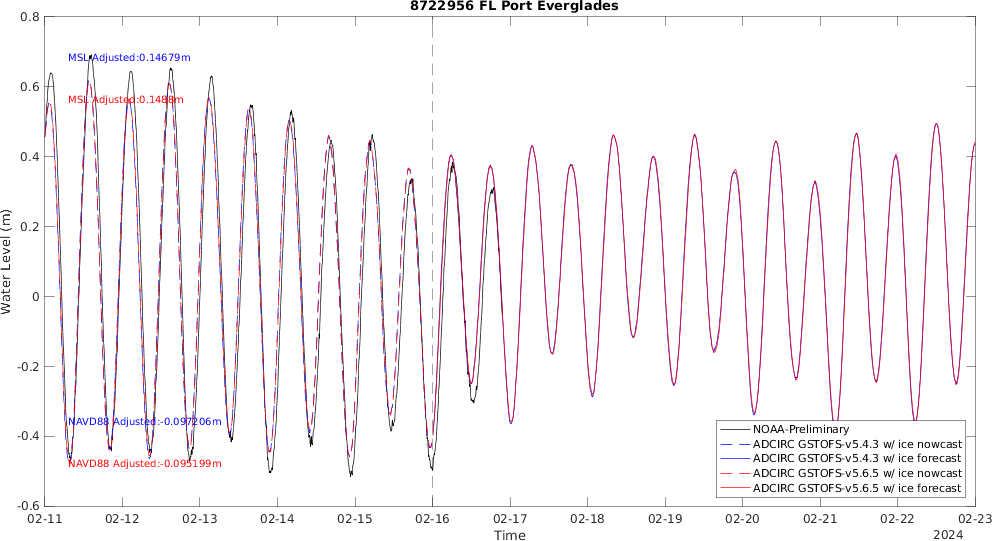 8722956 FL Port Everglades
0.8
0.6
0.4
0.2
0
-0.2
-0.4
-0.6
Water Level (m)
MSL Adjusted:0.14679m
MSL Adjusted:0.1488m
NAVD88 Adjusted:-0.097206m
NAVD88 Adjusted:-0.095199m
NOAA-Preliminary
ADCIRC GSTOFS-v5.4.3 w/ ice nowcast
ADCIRC GSTOFS-v5.4.3 w/ ice forecast
ADCIRC GSTOFS-v5.6.5 w/ ice nowcast
ADCIRC GSTOFS-v5.6.5 w/ ice forecast
02-11 02-12 02-13 02-14 02-15 02-16 02-17 02-18 02-19 02-20 02-21 02-22 02-23
Time
2024